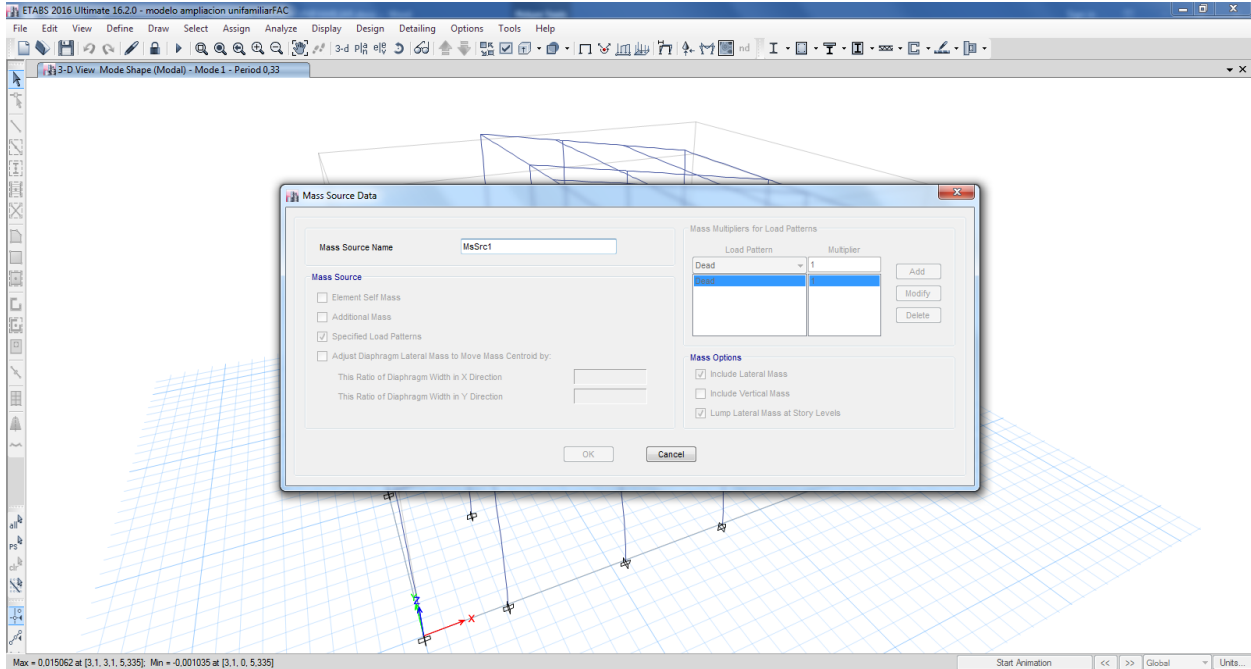 ETABS 2016 Ultimate 16.2.0 - modelo ampliacion unifamiliarFAC
File Edit View Define Draw Select Assign Analyze Display Design Detailing Options Tools Help
3-d nd
3-D View Mode Shape (Modal) - Mode 1 - Period 0,33
Mass Source Data
Mass Source Name MsSrc1
Mass Source
Element Self Mass
Additional Mass
Specified Load Patterns
Adjust Diaphragm Lateral Mass to Move Mass Centroid by:
This Ratio of Diaphragm Width in X Direction
This Ratio of Diaphragm Width in Y Direction
Mass Multipliers for Load Patterns
Load Pattern Multiplier
Dead 1
Dead 1
Add
Modify
Delete
Mass Options
Include Lateral Mass
Include Vertical Mass
Lump Lateral Mass at Story Levels
OK Cancel
all
PS
clr
Z
X
Max = 0,015062 at [3,1, 3,1, 5,335]; Min = -0,001035 at [3,1, 0, 5,335] Start Animation << >> Global Units...